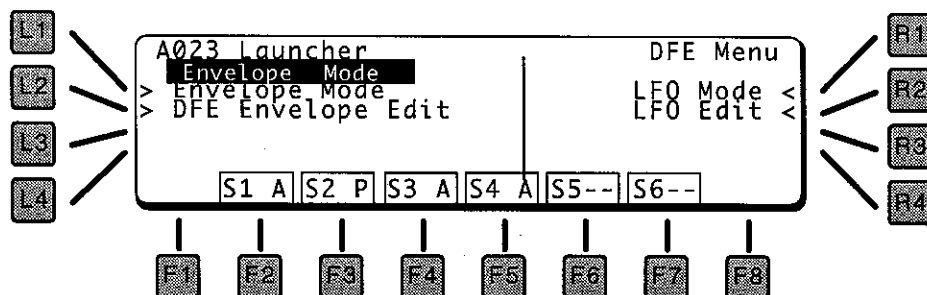 L1
R1
A023 Launcher DFE Menu
Envelope Mode
L2
> Envelope Mode LFO Mode <
R2
> DFE Envelope Edit LFO Edit <
L3
R3
L4
S1 A S2 P S3 A S4 A S5-- S6--
R4
F1 F2 F3 F4 F5 F6 F7 F8